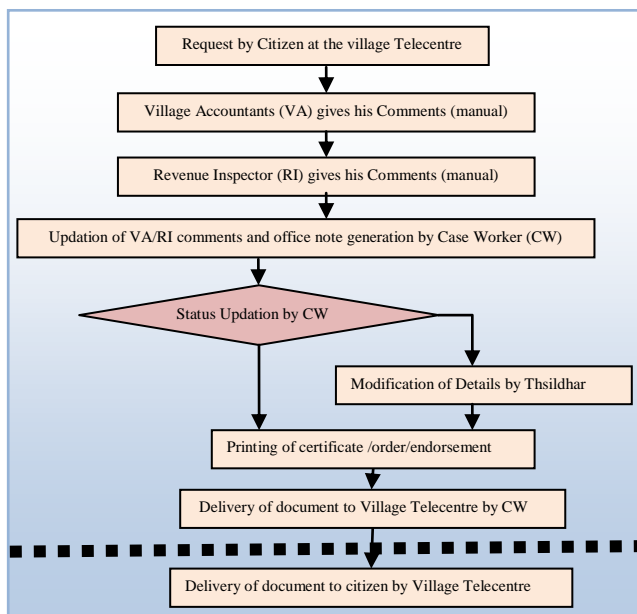 Request by Citizen at the village Telecentre
Village Accountants (VA) gives his Comments (manual)
Revenue Inspector (RI) gives his Comments (manual)
Updation of VA/RI comments and office note generation by Case Worker (CW)
Status Updation by CW
Modification of Details by Thsildhar
Printing of certificate /order/endorsement
Delivery of document to Village Telecentre by CW
Delivery of document to citizen by Village Telecentre